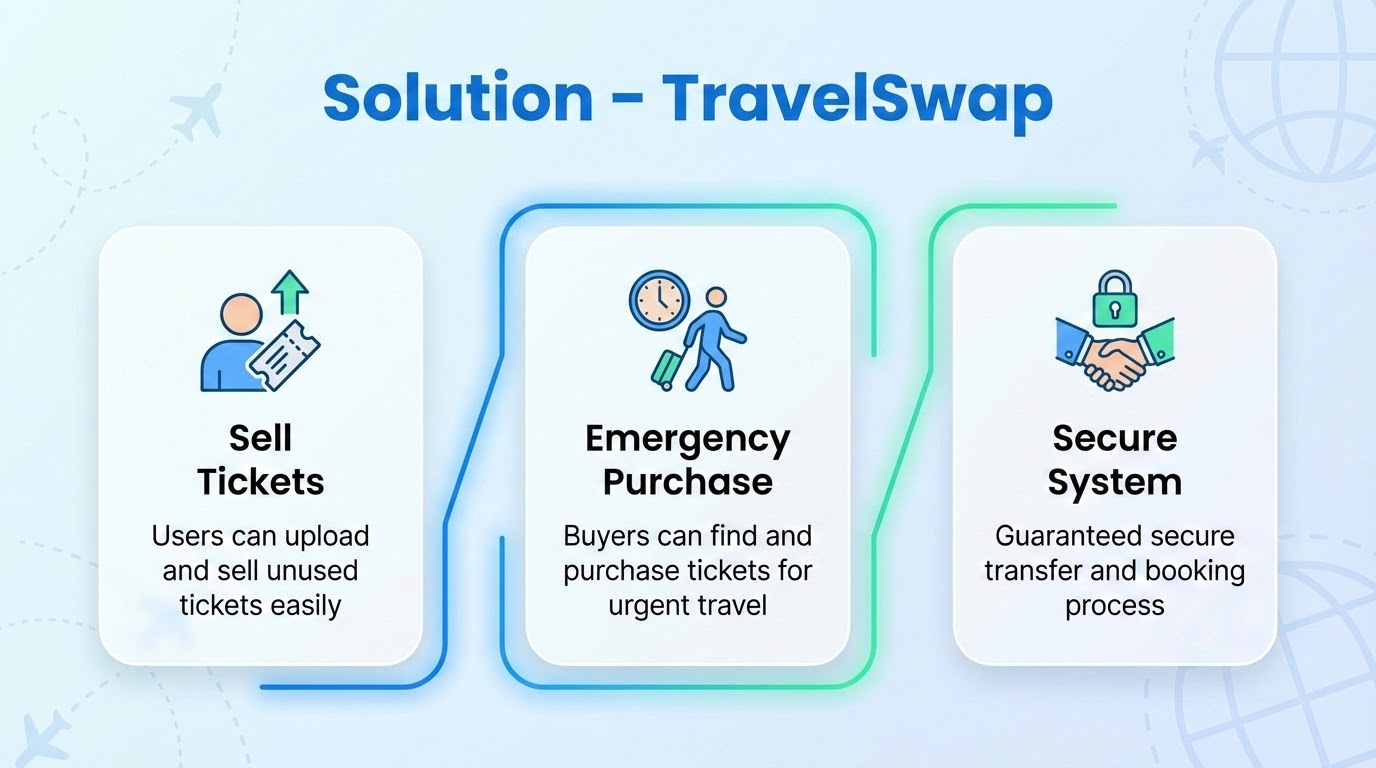 Solution - TravelSwap
Sell
Tickets
Users can upload
and sell unused
tickets easily
Emergency
Purchase
Buyers can find and
purchase tickets for
urgent travel
Secure
System
Guaranteed secure
transfer and booking
process